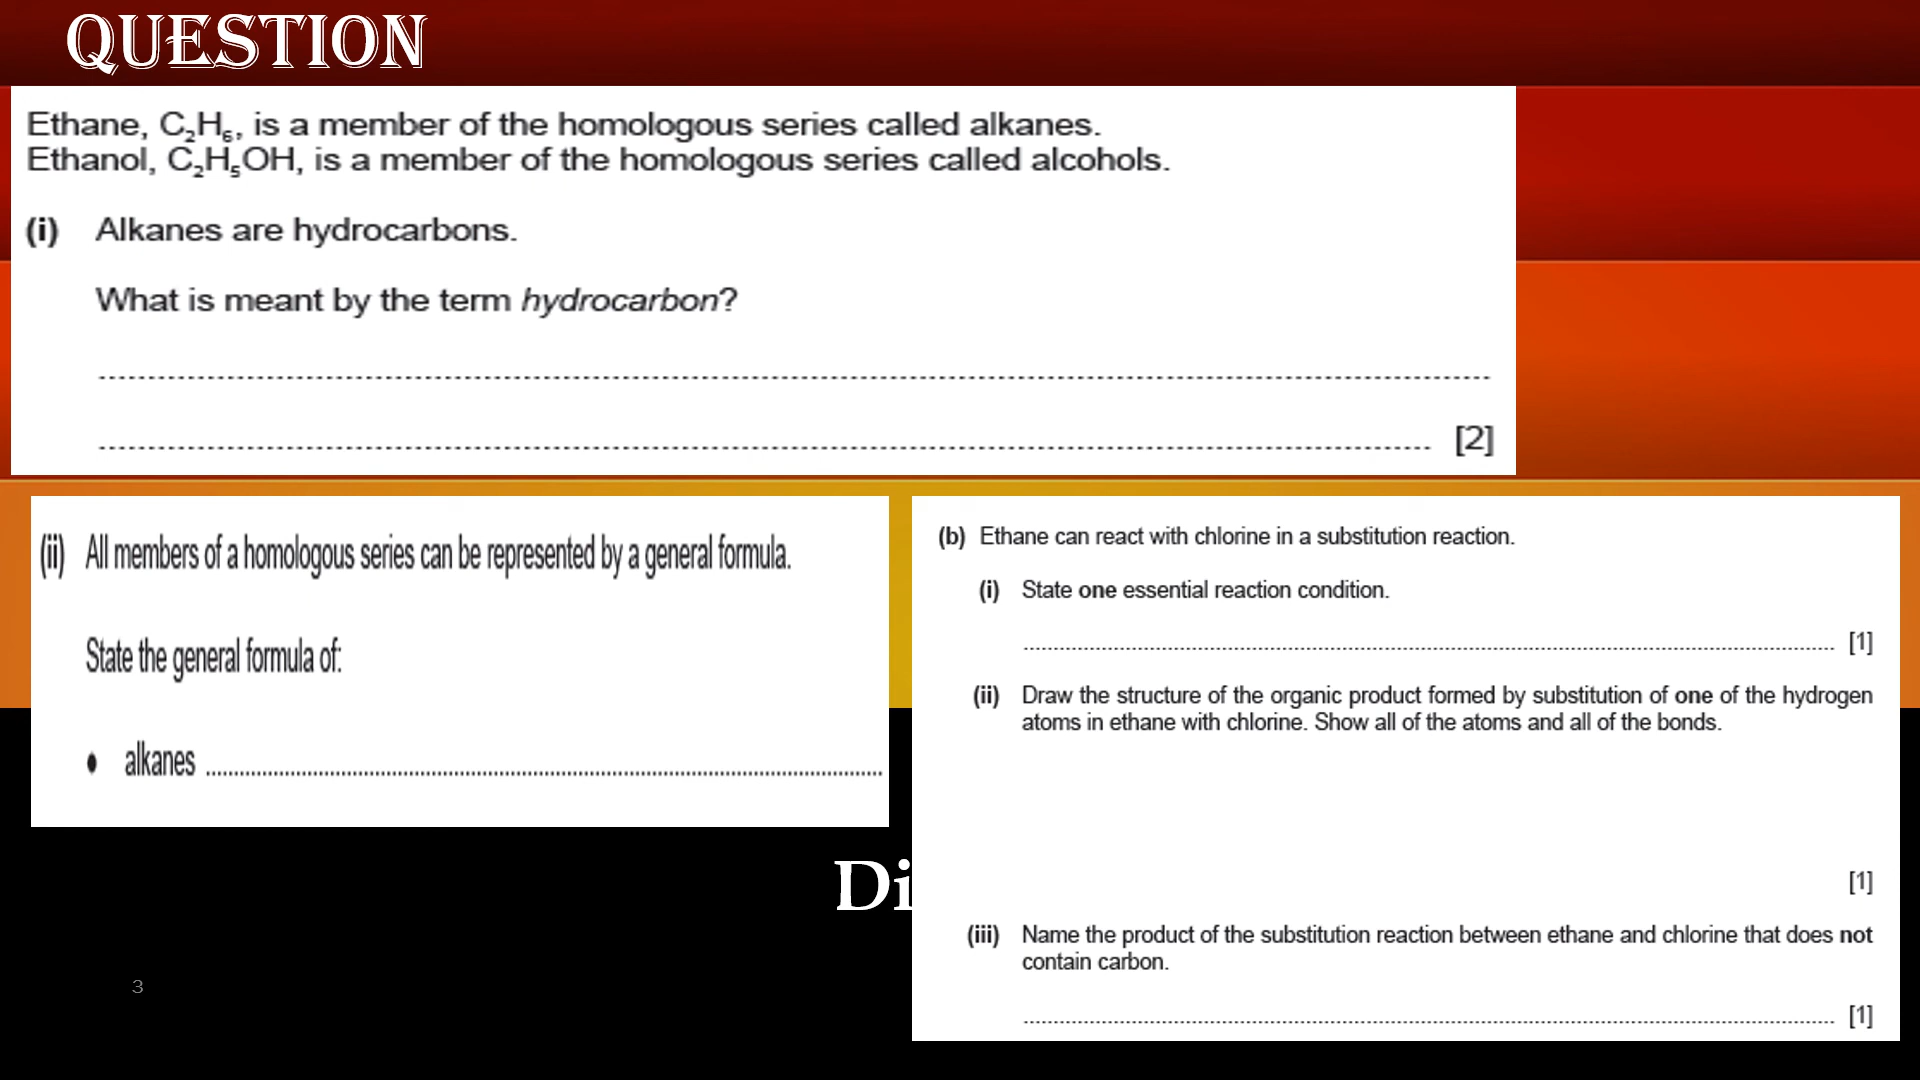 QUESTION
Ethane, C₂H₆, is a member of the homologous series called alkanes.
Ethanol, C₂H₅OH, is a member of the homologous series called alcohols.
(i) Alkanes are hydrocarbons.
What is meant by the term hydrocarbon?
[2]
(ii) All members of a homologous series can be represented by a general formula.
State the general formula of:
• alkanes
(b) Ethane can react with chlorine in a substitution reaction.
(i) State one essential reaction condition.
[1]
(ii) Draw the structure of the organic product formed by substitution of one of the hydrogen
atoms in ethane with chlorine. Show all of the atoms and all of the bonds.
[1]
(iii) Name the product of the substitution reaction between ethane and chlorine that does not
contain carbon.
[1]
Di
3